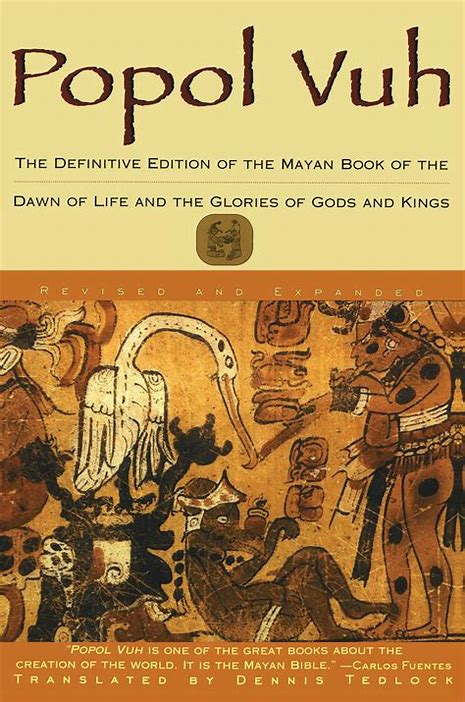 Popol Vuh
The Definitive Edition of the Mayan Book of the
Dawn of Life and the Glories of Gods and Kings
Revised and Expanded
"Popol Vuh is one of the great books about the
creation of the world. It is the Mayan Bible." —Carlos Fuentes
Translated by Dennis Tedlock